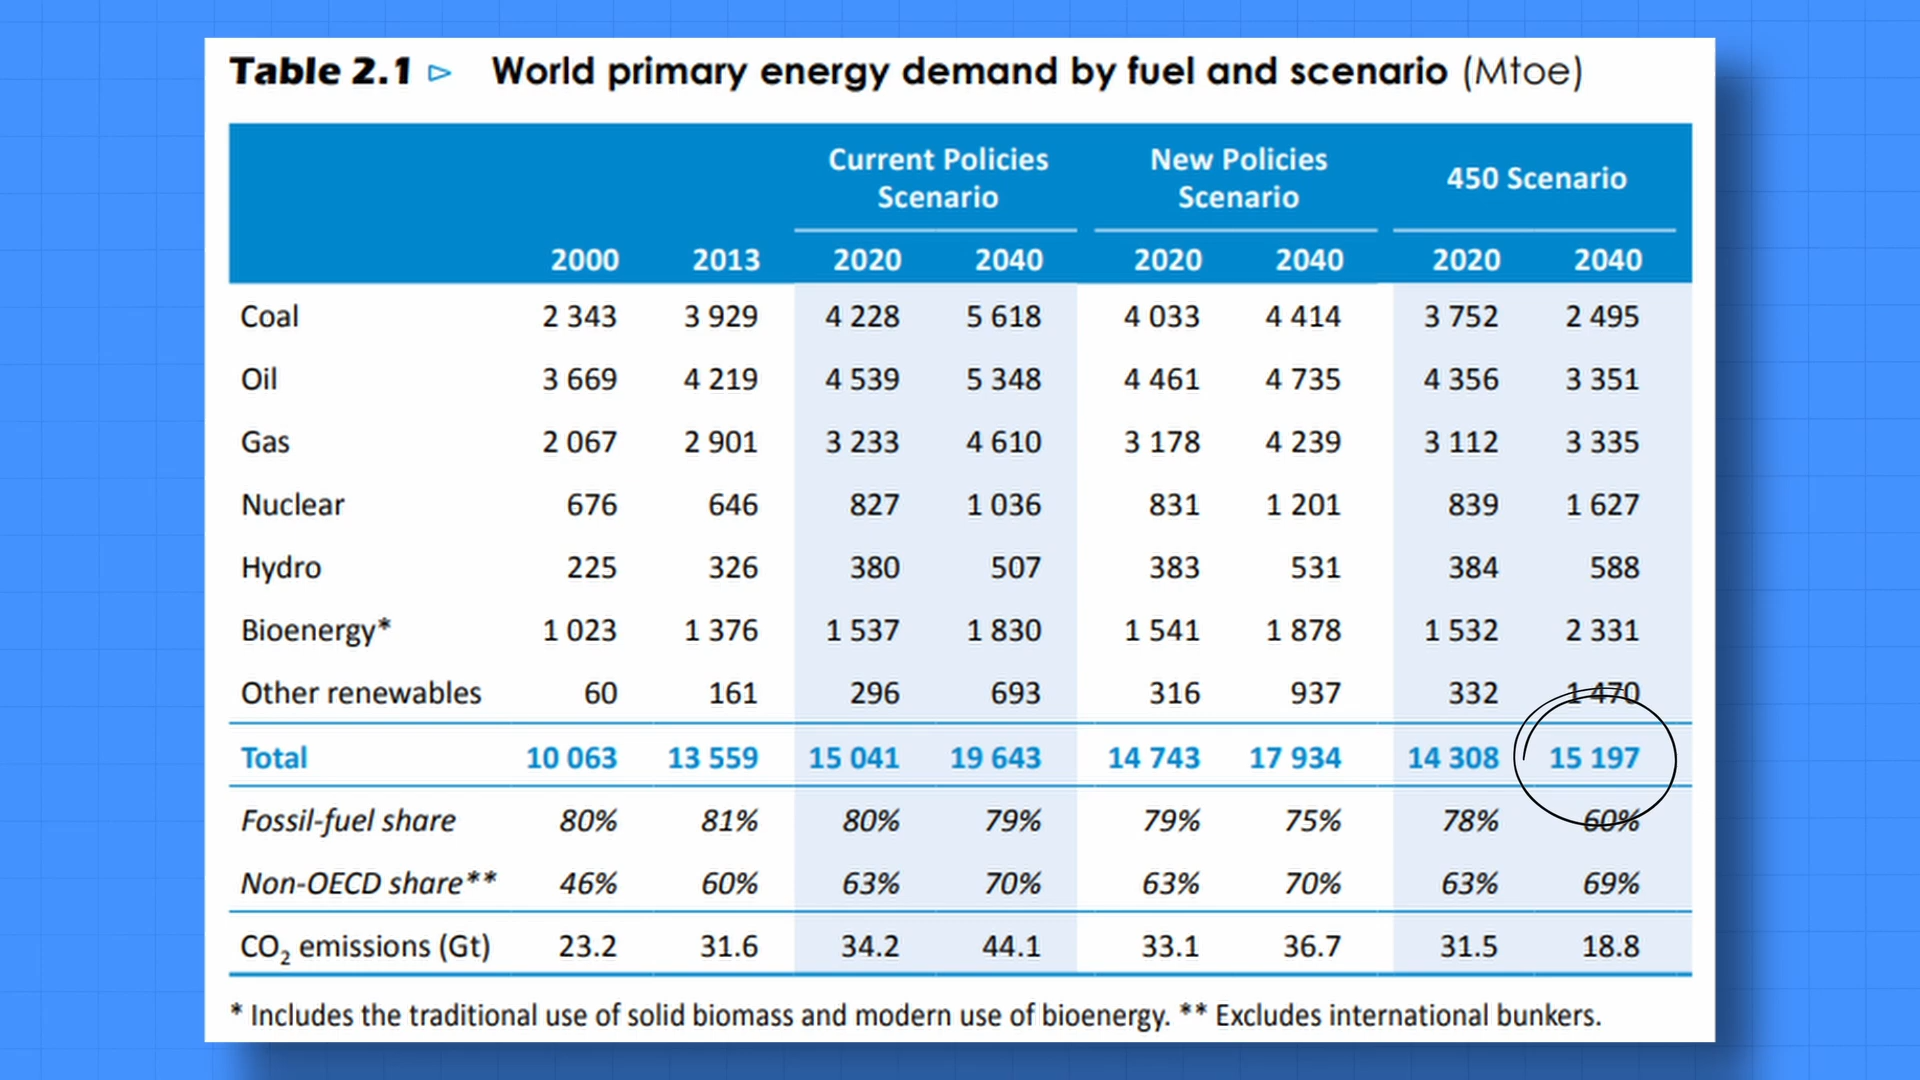 Table 2.1 ▷ World primary energy demand by fuel and scenario (Mtoe)
Current Policies Scenario New Policies Scenario 450 Scenario
2000 2013 2020 2040 2020 2040 2020 2040
Coal 2 343 3 929 4 228 5 618 4 033 4 414 3 752 2 495
Oil 3 669 4 219 4 539 5 348 4 461 4 735 4 356 3 351
Gas 2 067 2 901 3 233 4 610 3 178 4 239 3 112 3 335
Nuclear 676 646 827 1 036 831 1 201 839 1 627
Hydro 225 326 380 507 383 531 384 588
Bioenergy* 1 023 1 376 1 537 1 830 1 541 1 878 1 532 2 331
Other renewables 60 161 296 693 316 937 332 1 470
Total 10 063 13 559 15 041 19 643 14 743 17 934 14 308 15 197
Fossil-fuel share 80% 81% 80% 79% 79% 75% 78% 60%
Non-OECD share** 46% 60% 63% 70% 63% 70% 63% 69%
CO₂ emissions (Gt) 23.2 31.6 34.2 44.1 33.1 36.7 31.5 18.8
* Includes the traditional use of solid biomass and modern use of bioenergy. ** Excludes international bunkers.